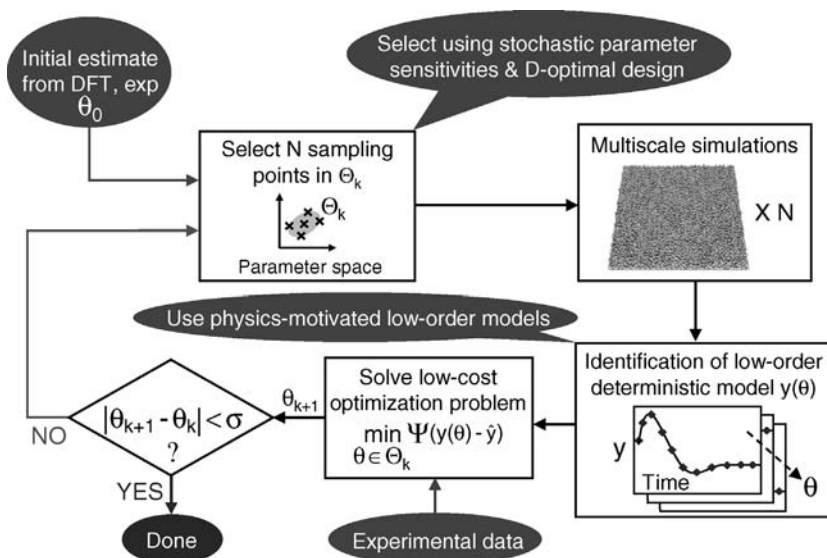 Initial estimate
from DFT, exp
θ₀
Select using stochastic parameter
sensitivities & D-optimal design
Select N sampling
points in Θₖ
Θₖ
Parameter space
Multiscale simulations
X N
Use physics-motivated low-order models
Identification of low-order
deterministic model y(θ)
y
Time
θ
Solve low-cost
optimization problem
min Ψ(y(θ) - ŷ)
θ ∈ Θₖ
θₖ₊₁
|θₖ₊₁ - θₖ| < σ
?
NO
YES
Done
Experimental data